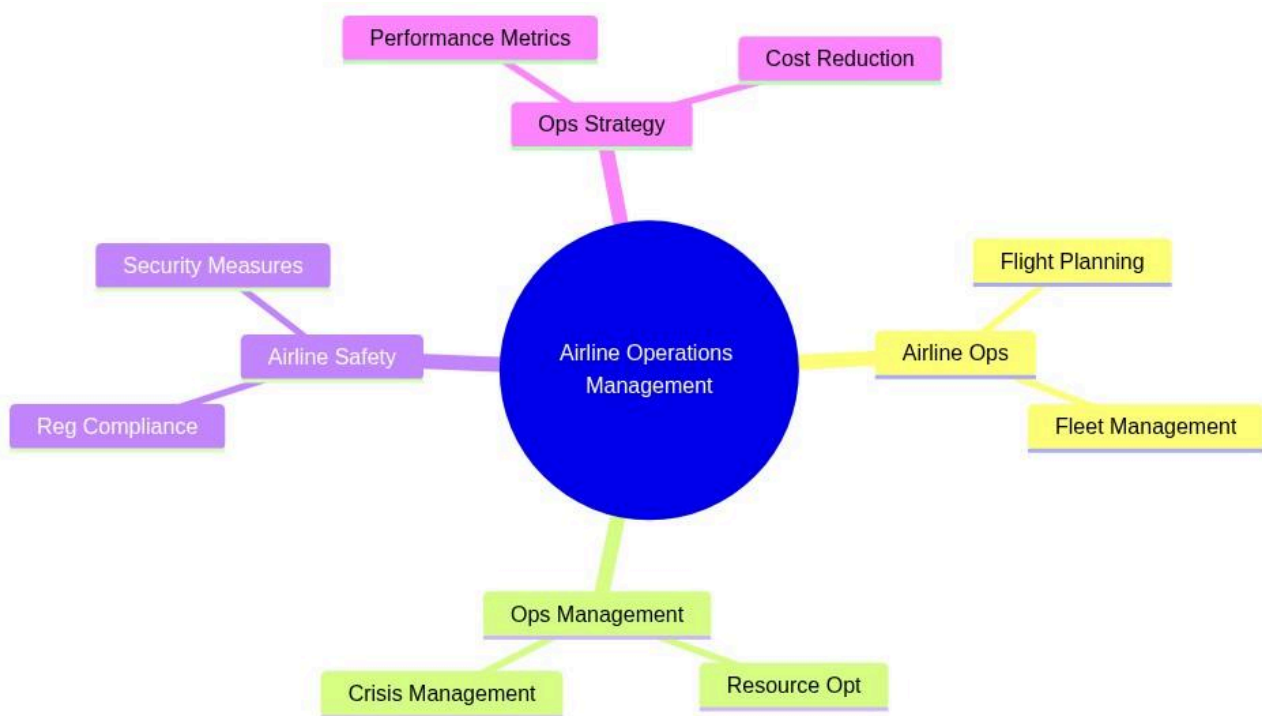 Performance Metrics
Cost Reduction
Ops Strategy
Security Measures
Flight Planning
Airline Safety
Airline Operations
Management
Airline Ops
Reg Compliance
Fleet Management
Ops Management
Crisis Management
Resource Opt